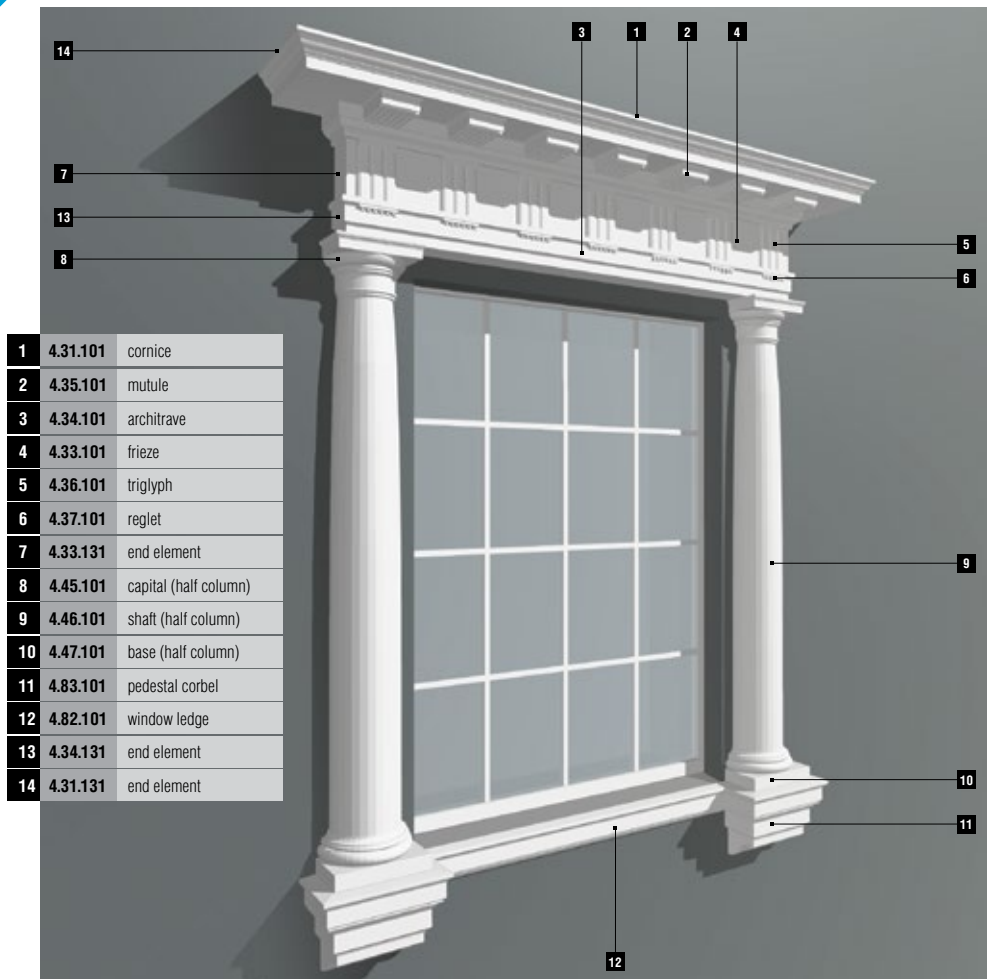 14
3
1
2
4
7
13
8
5
6
1 4.31.101 cornice
2 4.35.101 mutule
3 4.34.101 architrave
4 4.33.101 frieze
5 4.36.101 triglyph
6 4.37.101 reglet
7 4.33.131 end element
8 4.45.101 capital (half column)
9 4.46.101 shaft (half column)
10 4.47.101 base (half column)
11 4.83.101 pedestal corbel
12 4.82.101 window ledge
13 4.34.131 end element
14 4.31.131 end element
9
10
11
12